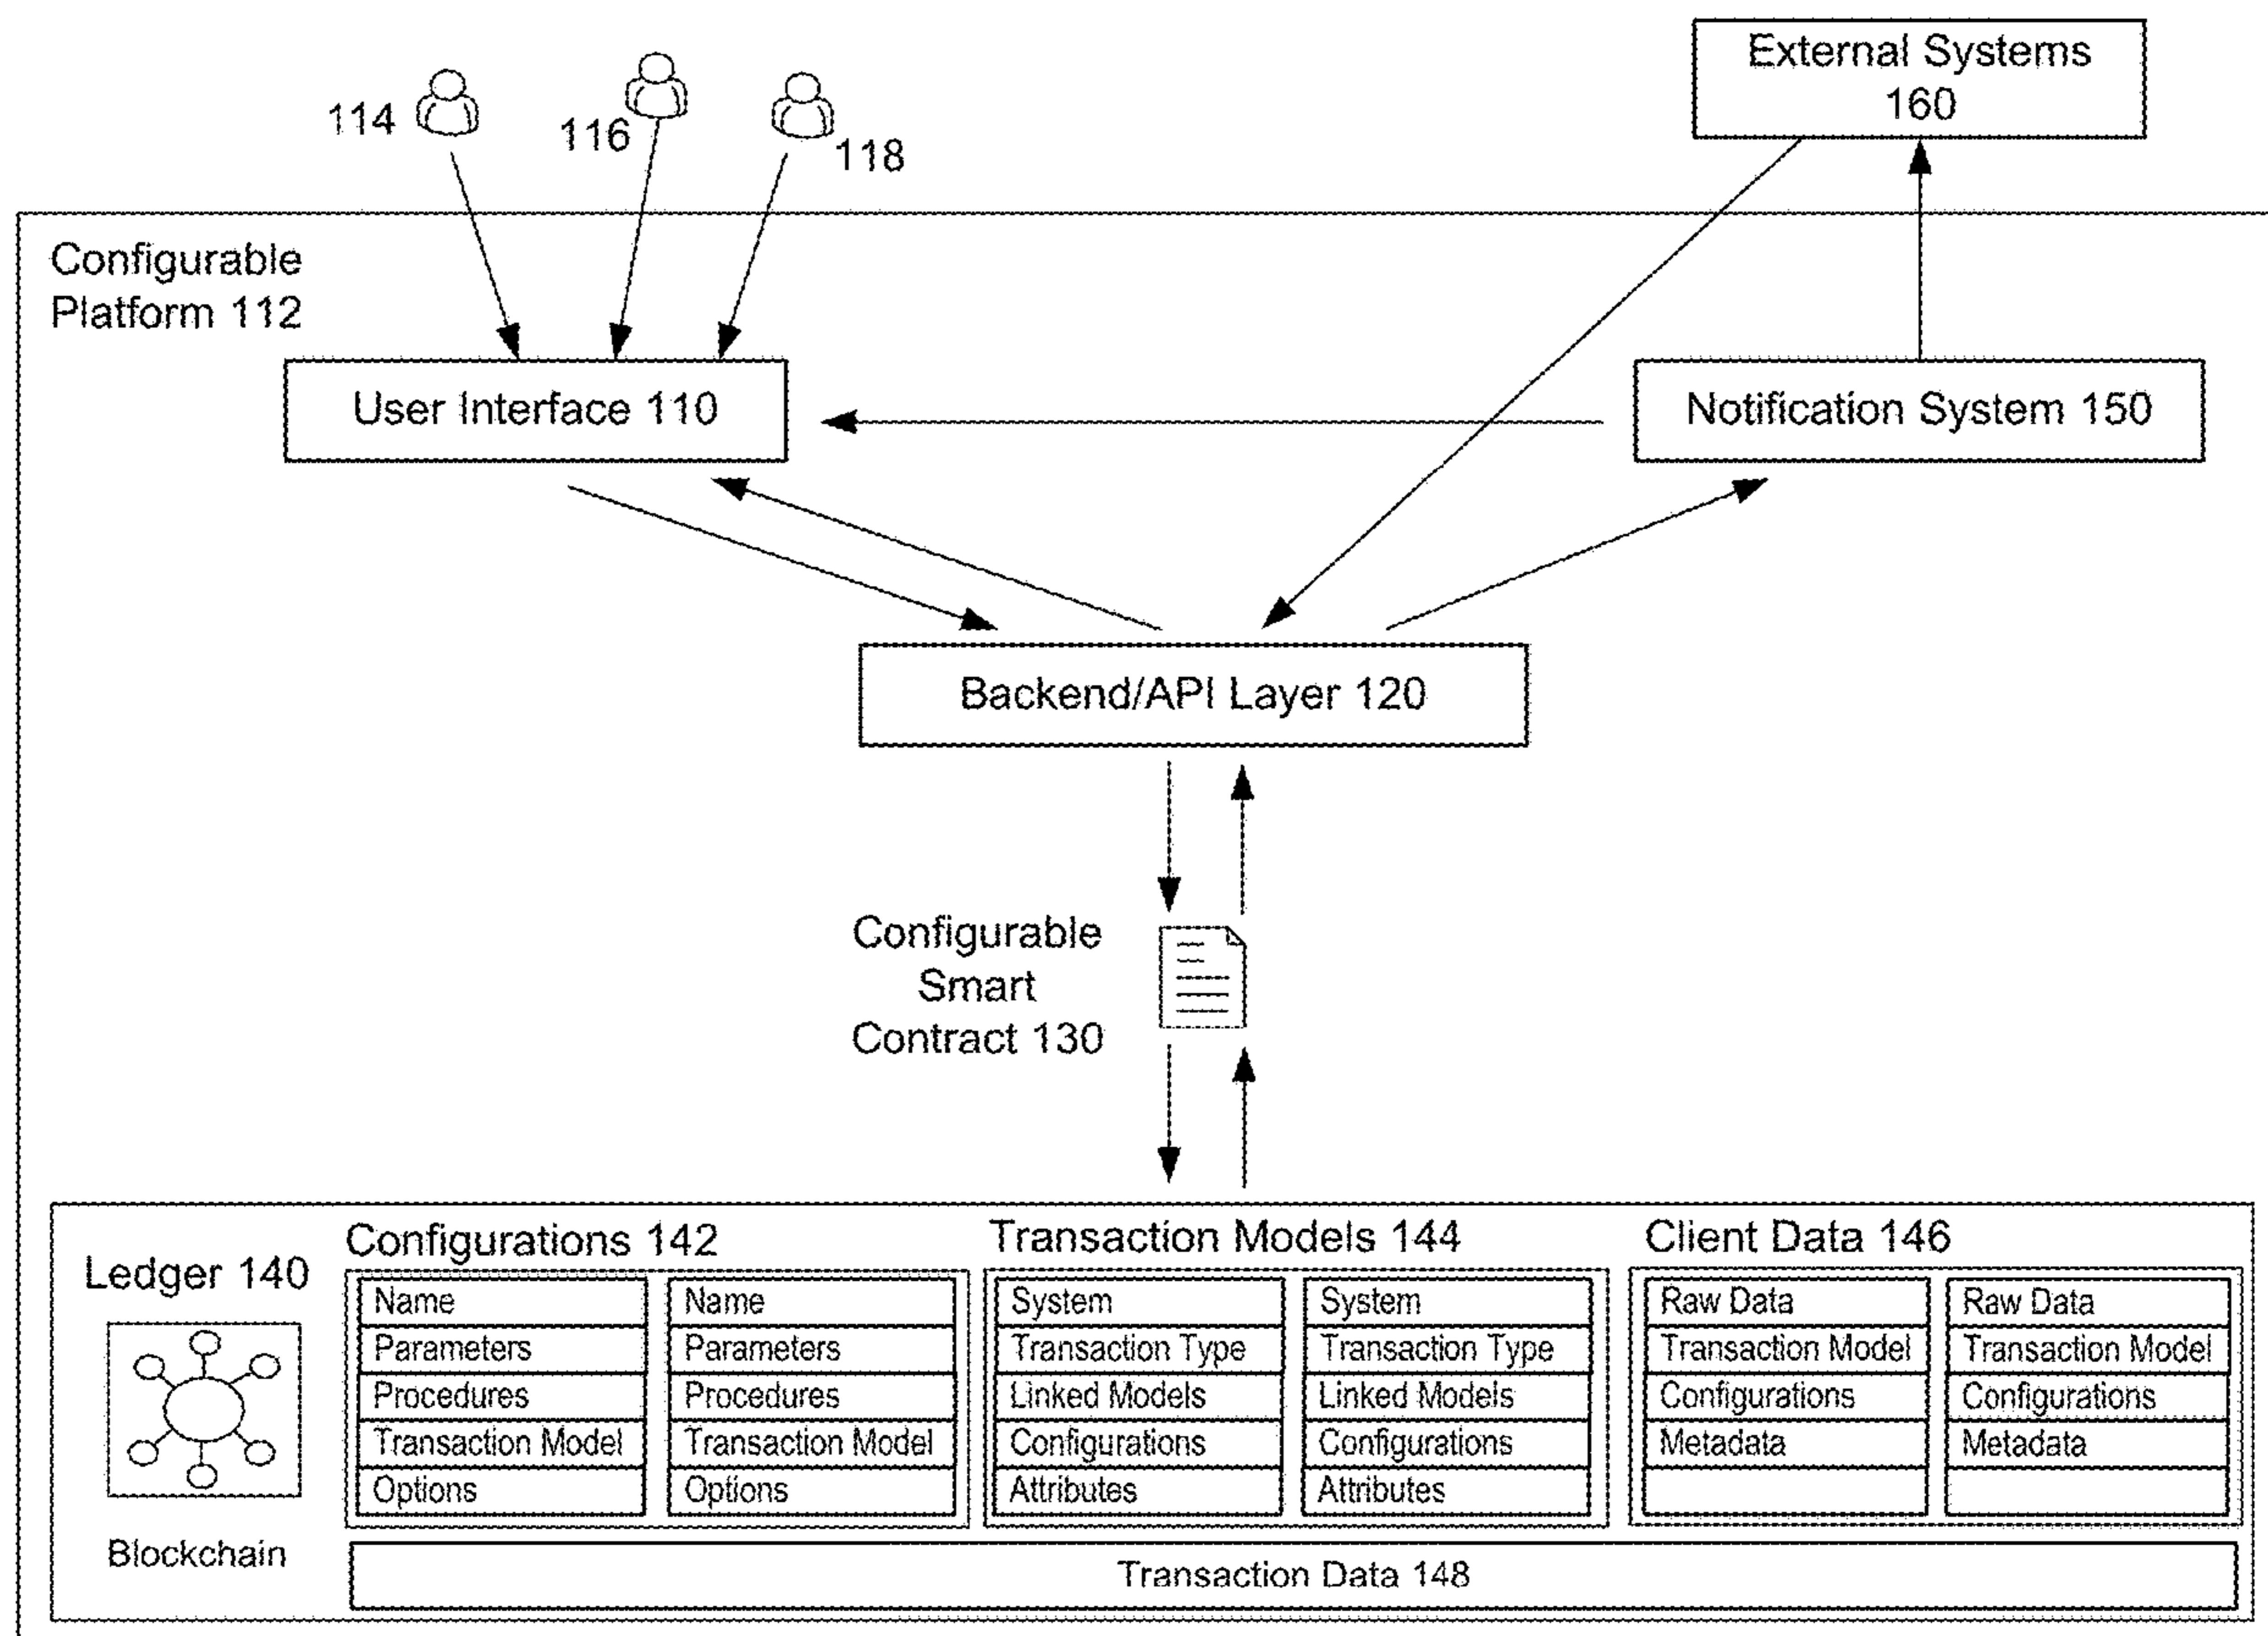 External Systems
160
114
116
118
Configurable
Platform 112
User Interface 110
Notification System 150
Backend/API Layer 120
Configurable
Smart
Contract 130
Ledger 140
Blockchain
Configurations 142
Name
Parameters
Procedures
Transaction Model
Options
Name
Parameters
Procedures
Transaction Model
Options
Transaction Models 144
System
Transaction Type
Linked Models
Configurations
Attributes
System
Transaction Type
Linked Models
Configurations
Attributes
Client Data 146
Raw Data
Transaction Model
Configurations
Metadata
Raw Data
Transaction Model
Configurations
Metadata
Transaction Data 148